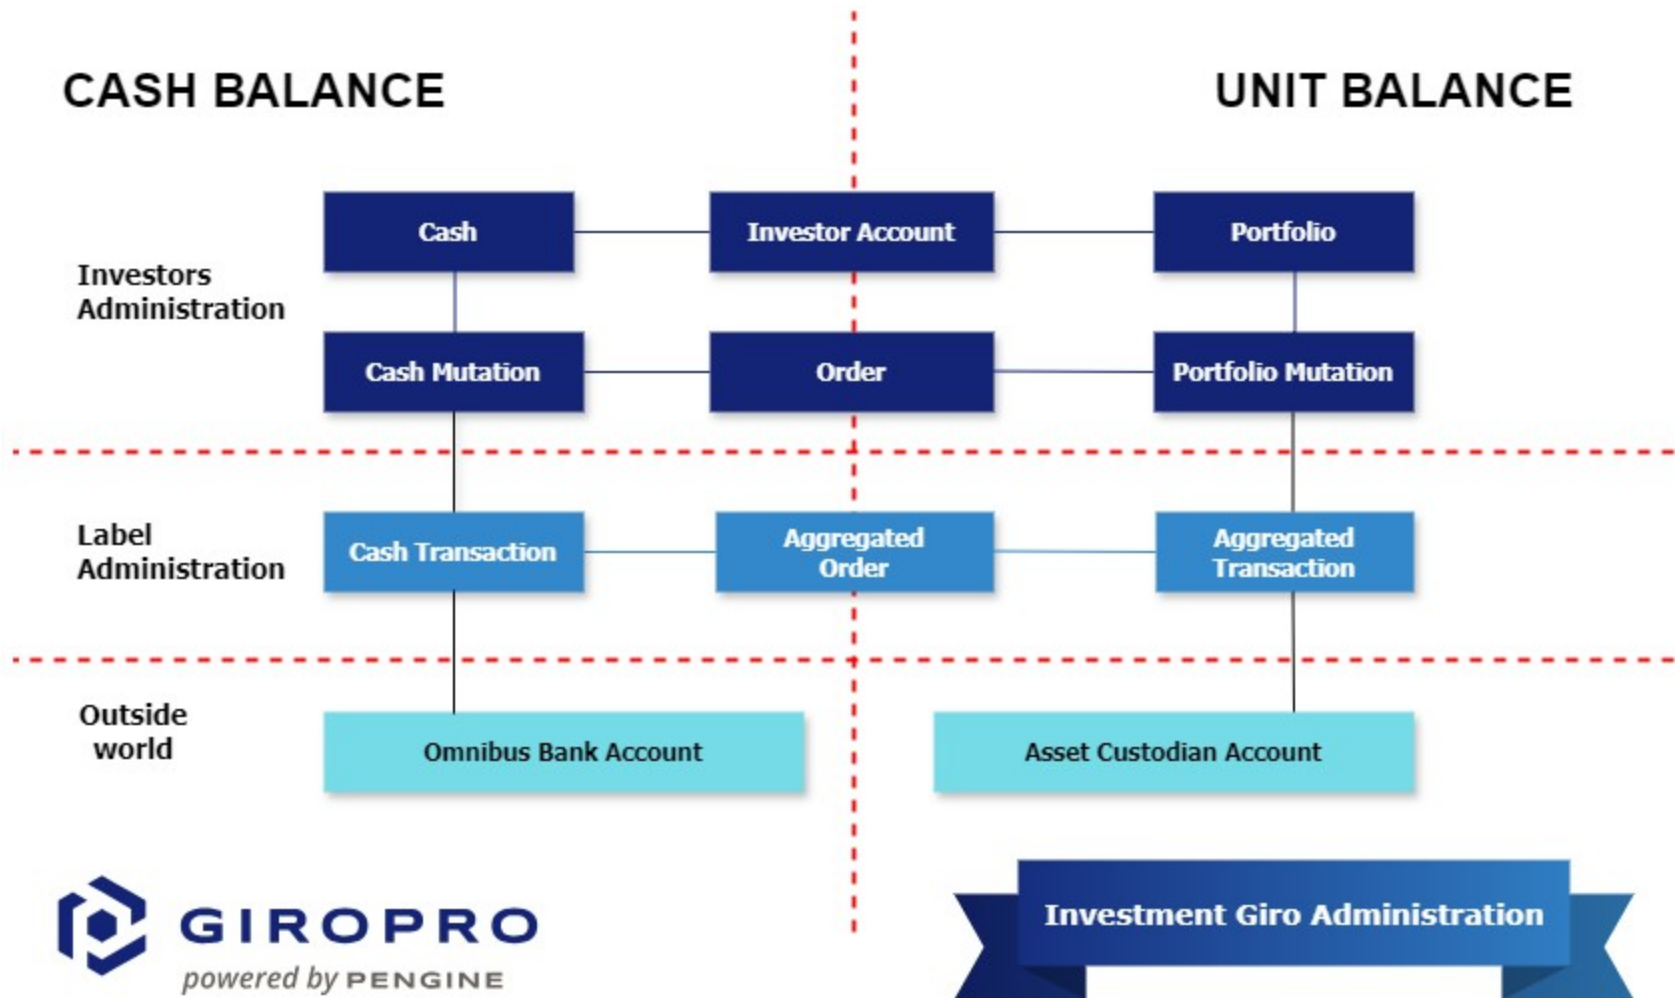 CASH BALANCE
UNIT BALANCE
Investors
Administration
Cash
Investor Account
Portfolio
Cash Mutation
Order
Portfolio Mutation
Label
Administration
Cash Transaction
Aggregated
Order
Aggregated
Transaction
Outside
world
Omnibus Bank Account
Asset Custodian Account
GIROPRO
powered by PENGINE
Investment Giro Administration